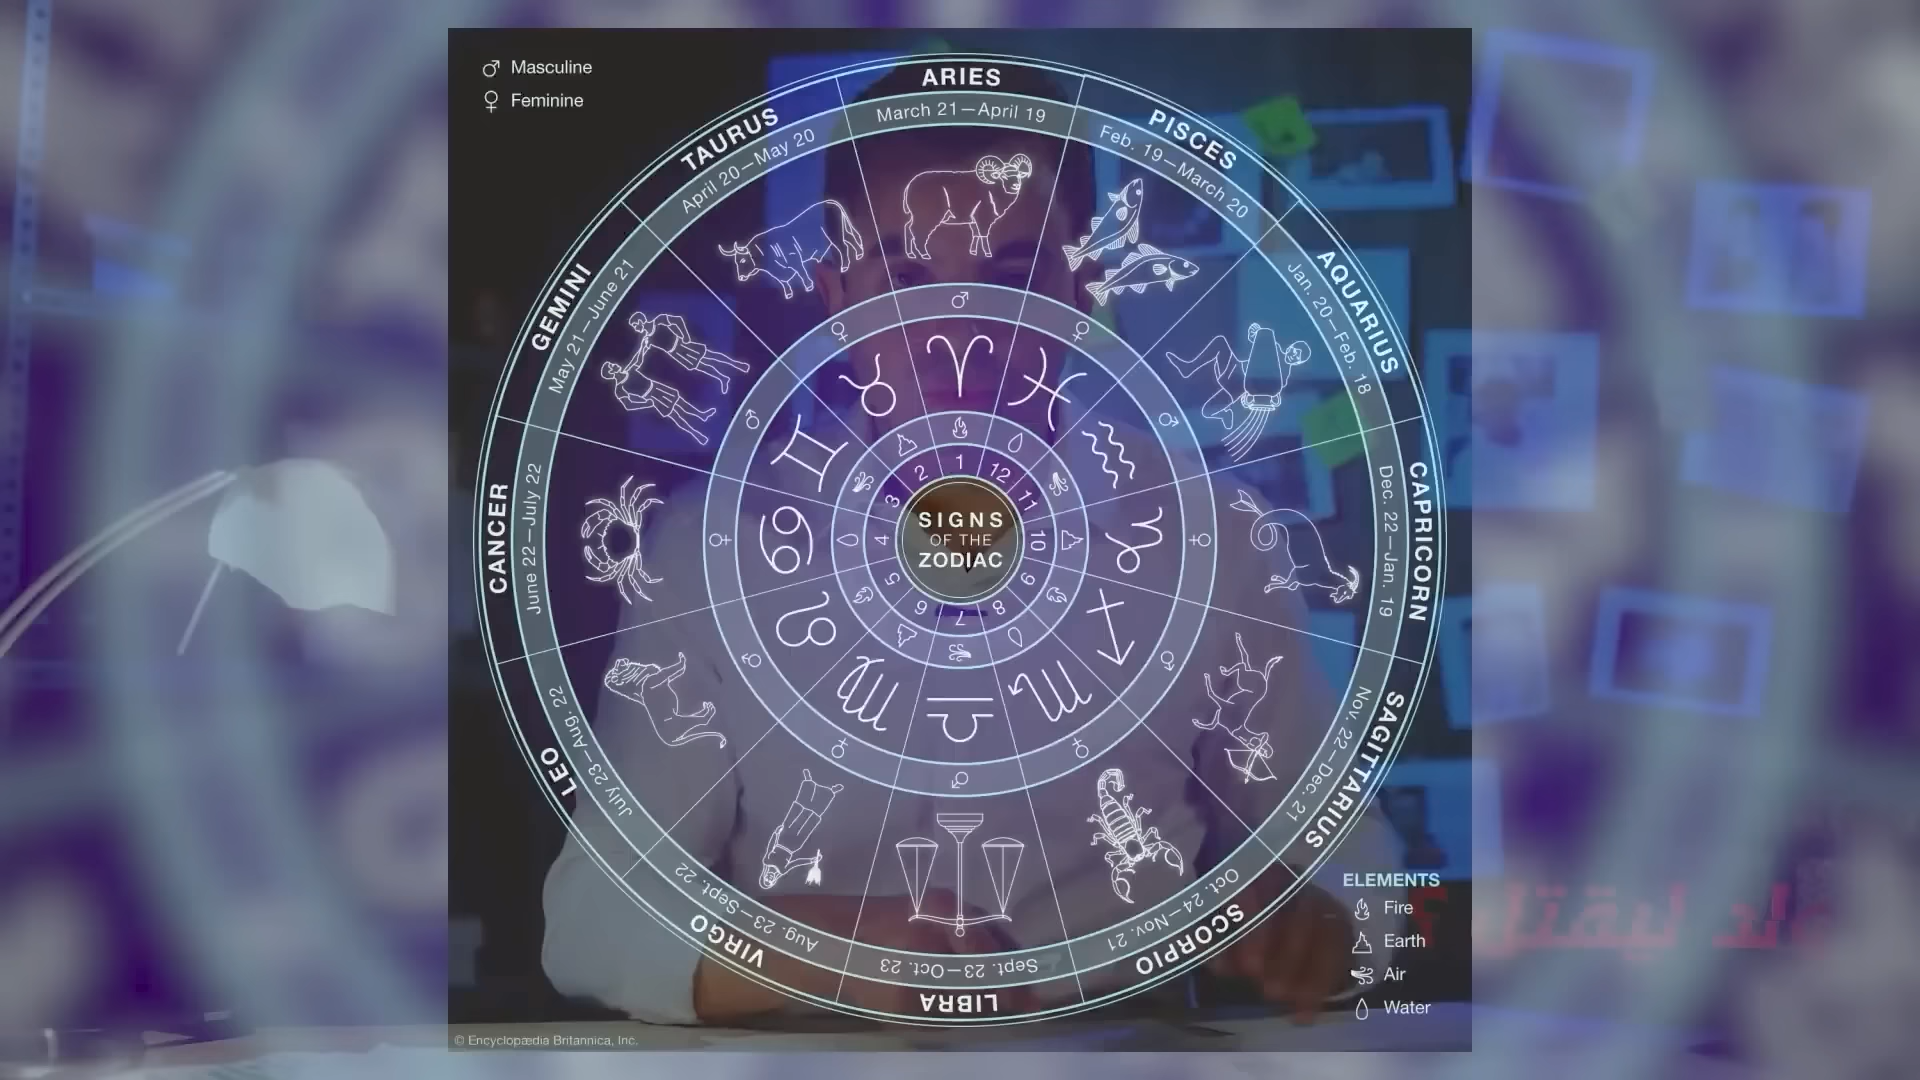 Masculine
Feminine
ARIES
March 21—April 19
PISCES
Feb. 19—March 20
AQUARIUS
Jan. 20—Feb. 18
CAPRICORN
Dec. 22—Jan. 19
SAGITTARIUS
Nov. 22—Dec. 21
SCORPIO
Oct. 24—Nov. 21
LIBRA
Sept. 23—Oct. 23
VIRGO
Aug. 23—Sept. 22
LEO
July 23—Aug. 22
CANCER
June 22—July 22
GEMINI
May 21—June 21
TAURUS
April 20—May 20
1
2
3
4
5
6
7
8
9
10
11
12
SIGNS
OF THE
ZODIAC
ELEMENTS
Fire
Earth
Air
Water
ليقتل ؟
© Encyclopædia Britannica, Inc.